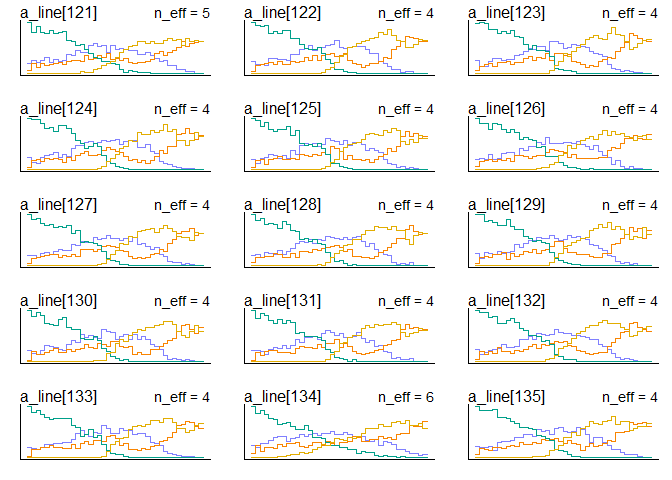 a_line[121] n_eff = 5 a_line[122] n_eff = 4 a_line[123] n_eff = 4
a_line[124] n_eff = 4 a_line[125] n_eff = 4 a_line[126] n_eff = 4
a_line[127] n_eff = 4 a_line[128] n_eff = 4 a_line[129] n_eff = 4
a_line[130] n_eff = 4 a_line[131] n_eff = 4 a_line[132] n_eff = 4
a_line[133] n_eff = 4 a_line[134] n_eff = 6 a_line[135] n_eff = 4